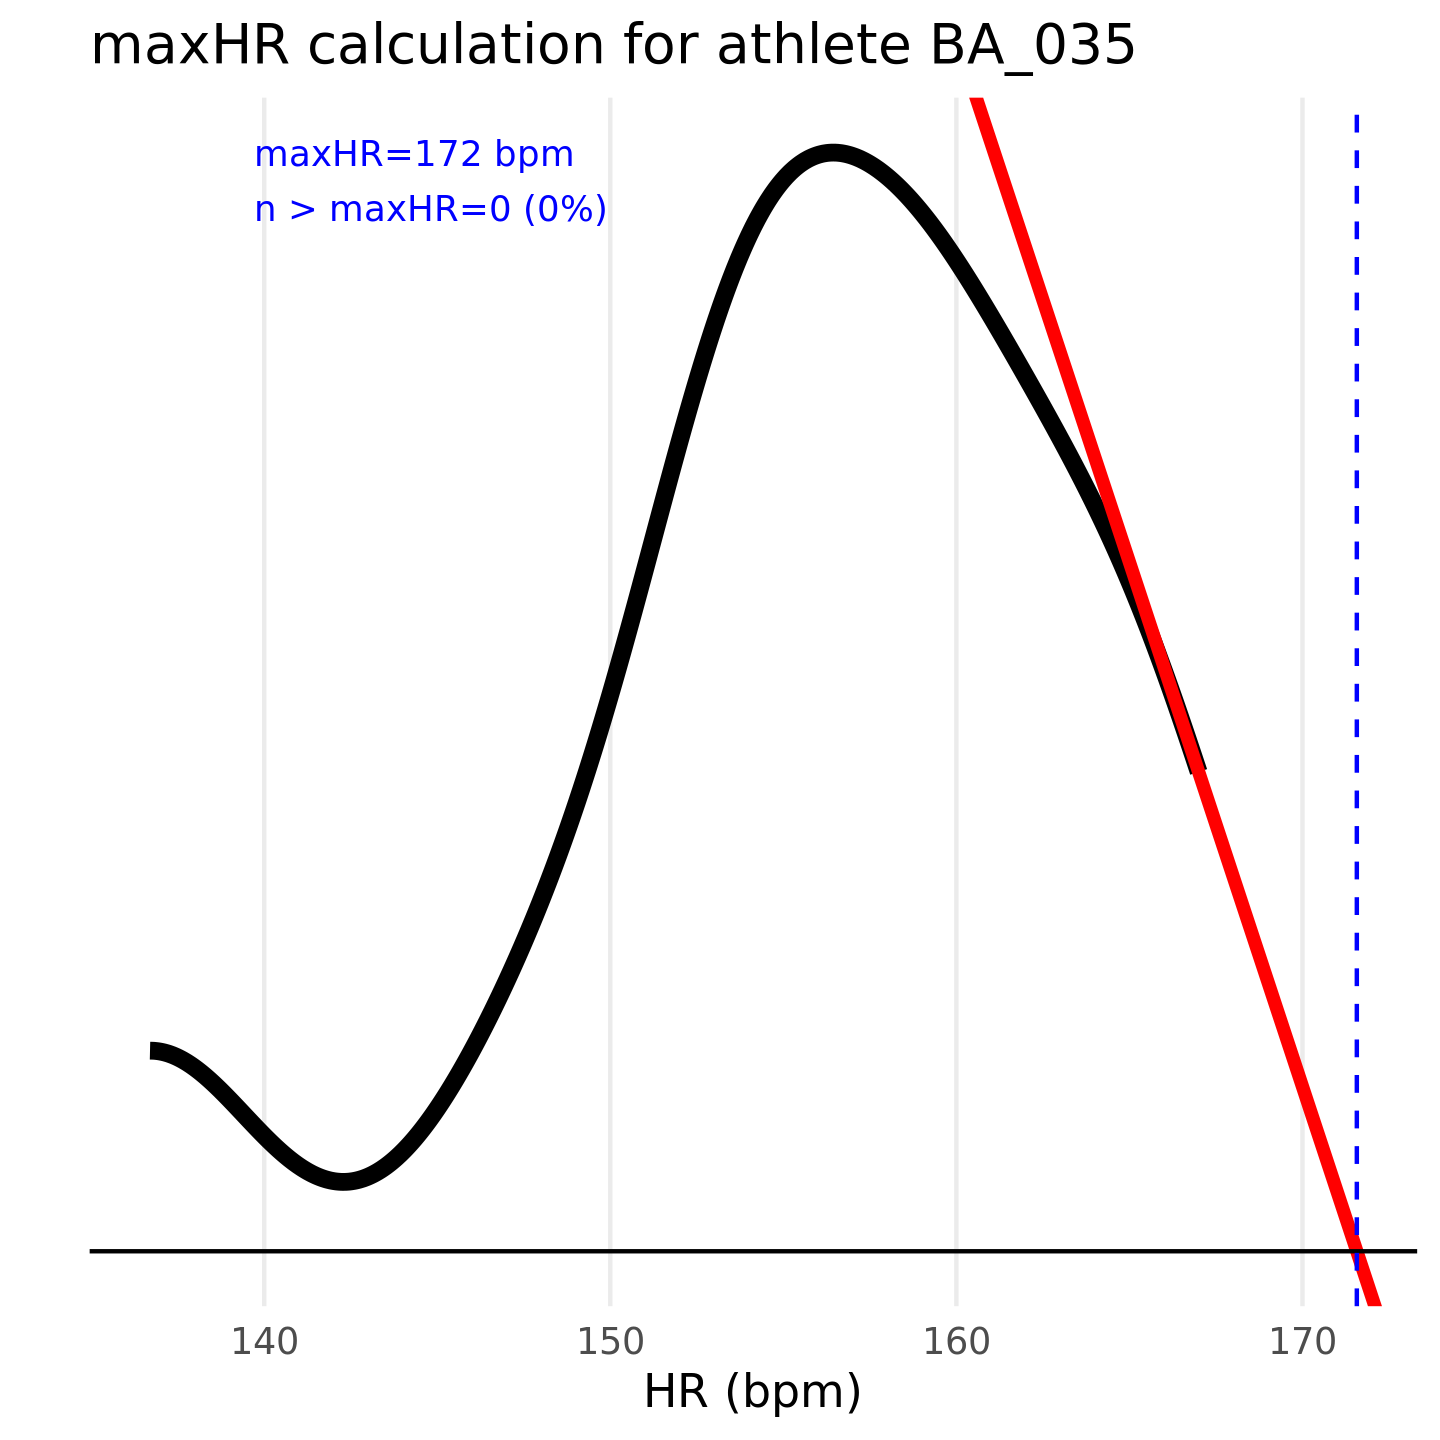 maxHR calculation for athlete BA_035
maxHR=172 bpm
n > maxHR=0 (0%)
140 150 160 170
HR (bpm)